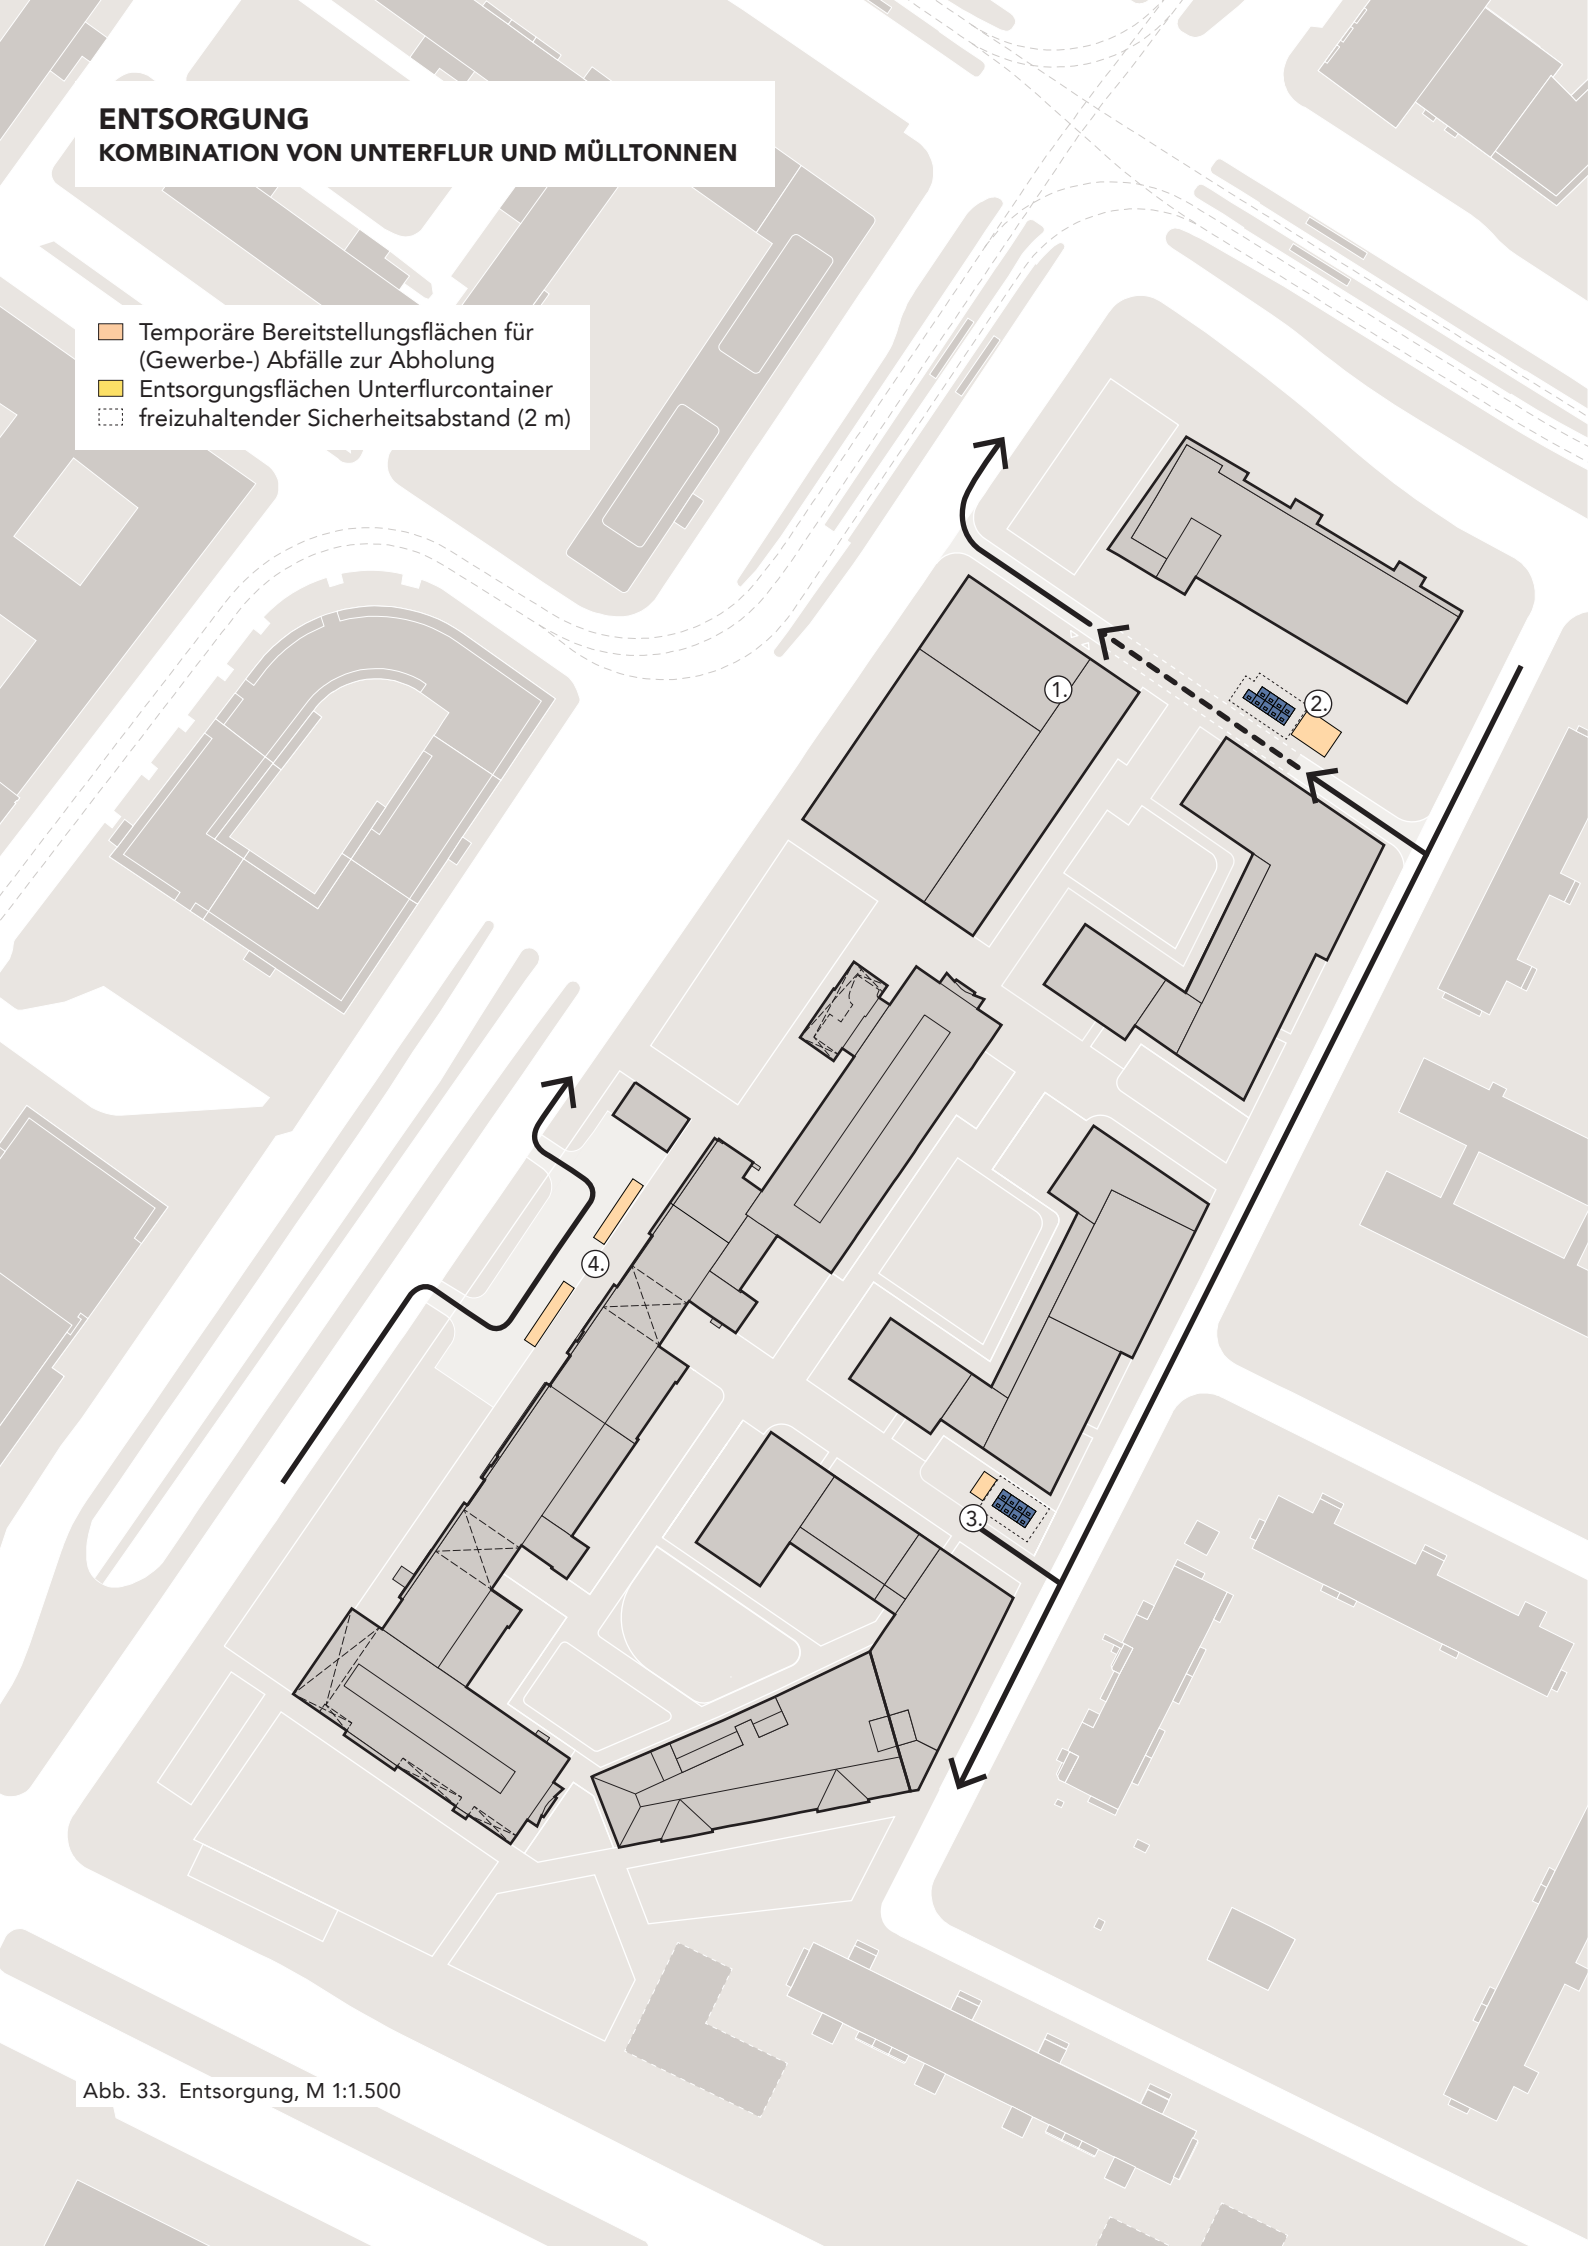 ENTSORGUNG
KOMBINATION VON UNTERFLUR UND MÜLLTONNEN
Temporäre Bereitstellungsflächen für
(Gewerbe-) Abfälle zur Abholung
Entsorgungsflächen Unterflurcontainer
freizuhaltender Sicherheitsabstand (2 m)
1.
2.
4.
3.
Abb. 33. Entsorgung, M 1:1.500